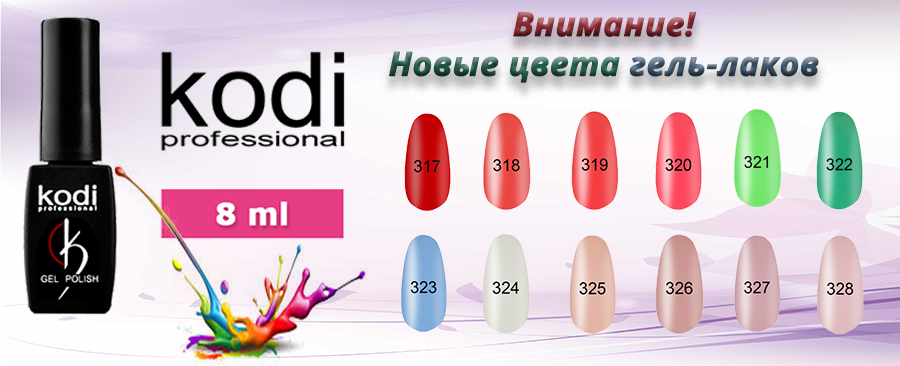 Внимание!
Новые цвета гель-лаков
kodi
professional
8 ml
kodi
professional
GEL POLISH
317 318 319 320 321 322
323 324 325 326 327 328